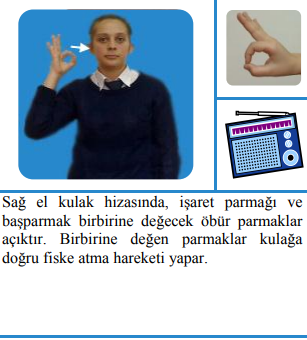 Sağ el kulak hizasında, işaret parmağı ve
başparmak birbirine değecek öbür parmaklar
açıktır. Birbirine değen parmaklar kulağa
doğru fiske atma hareketi yapar.